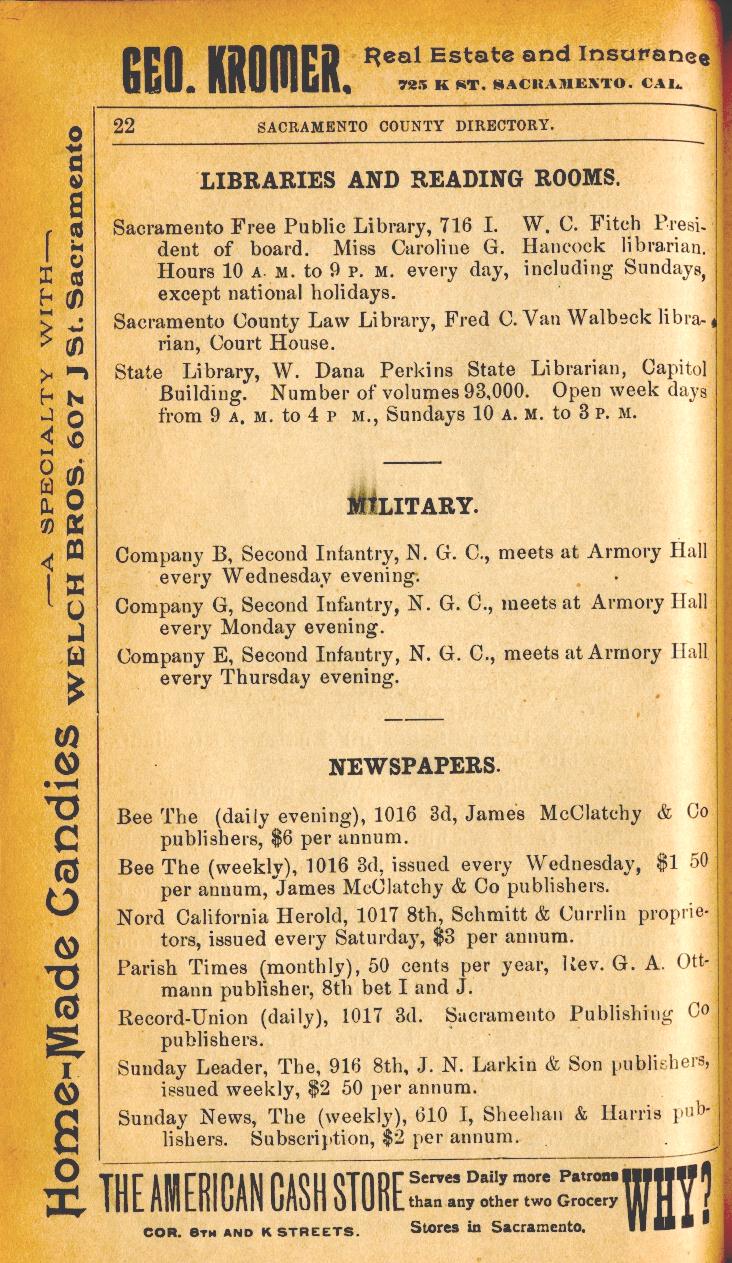 GEO. KROMER. Real Estate and Insurance
725 K ST. SACRAMENTO. CAL.
22 SACRAMENTO COUNTY DIRECTORY.
LIBRARIES AND READING ROOMS.
Sacramento Free Public Library, 716 I. W. C. Fitch Presi-
dent of board. Miss Caroline G. Hancock librarian.
Hours 10 A. M. to 9 P. M. every day, including Sundays,
except national holidays.
Sacramento County Law Library, Fred C. Van Walbeck libra-
rian, Court House.
State Library, W. Dana Perkins State Librarian, Capitol
Building. Number of volumes 93,000. Open week days
from 9 A. M. to 4 P M., Sundays 10 A. M. to 3 P. M.
MILITARY.
Company B, Second Infantry, N. G. C., meets at Armory Hall
every Wednesday evening.
Company G, Second Infantry, N. G. C., meets at Armory Hall
every Monday evening.
Company E, Second Infantry, N. G. C., meets at Armory Hall
every Thursday evening.
NEWSPAPERS.
Bee The (daily evening), 1016 3d, James McClatchy & Co
publishers, $6 per annum.
Bee The (weekly), 1016 3d, issued every Wednesday, $1 50
per annum, James McClatchy & Co publishers.
Nord California Herold, 1017 8th, Schmitt & Currlin proprie-
tors, issued every Saturday, $3 per annum.
Parish Times (monthly), 50 cents per year, Rev. G. A. Ott-
mann publisher, 8th bet I and J.
Record-Union (daily), 1017 3d. Sacramento Publishing Co
publishers.
Sunday Leader, The, 916 8th, J. N. Larkin & Son publishers,
issued weekly, $2 50 per annum.
Sunday News, The (weekly), 610 I, Sheehan & Harris pub-
lishers. Subscription, $2 per annum.
Home-Made Candies
—A SPECIALTY WITH—
WELCH BROS. 607 J St. Sacramento
THE AMERICAN CASH STORE
COR. 8TH AND K STREETS.
Serves Daily more Patrons
than any other two Grocery
Stores in Sacramento.
WHY?